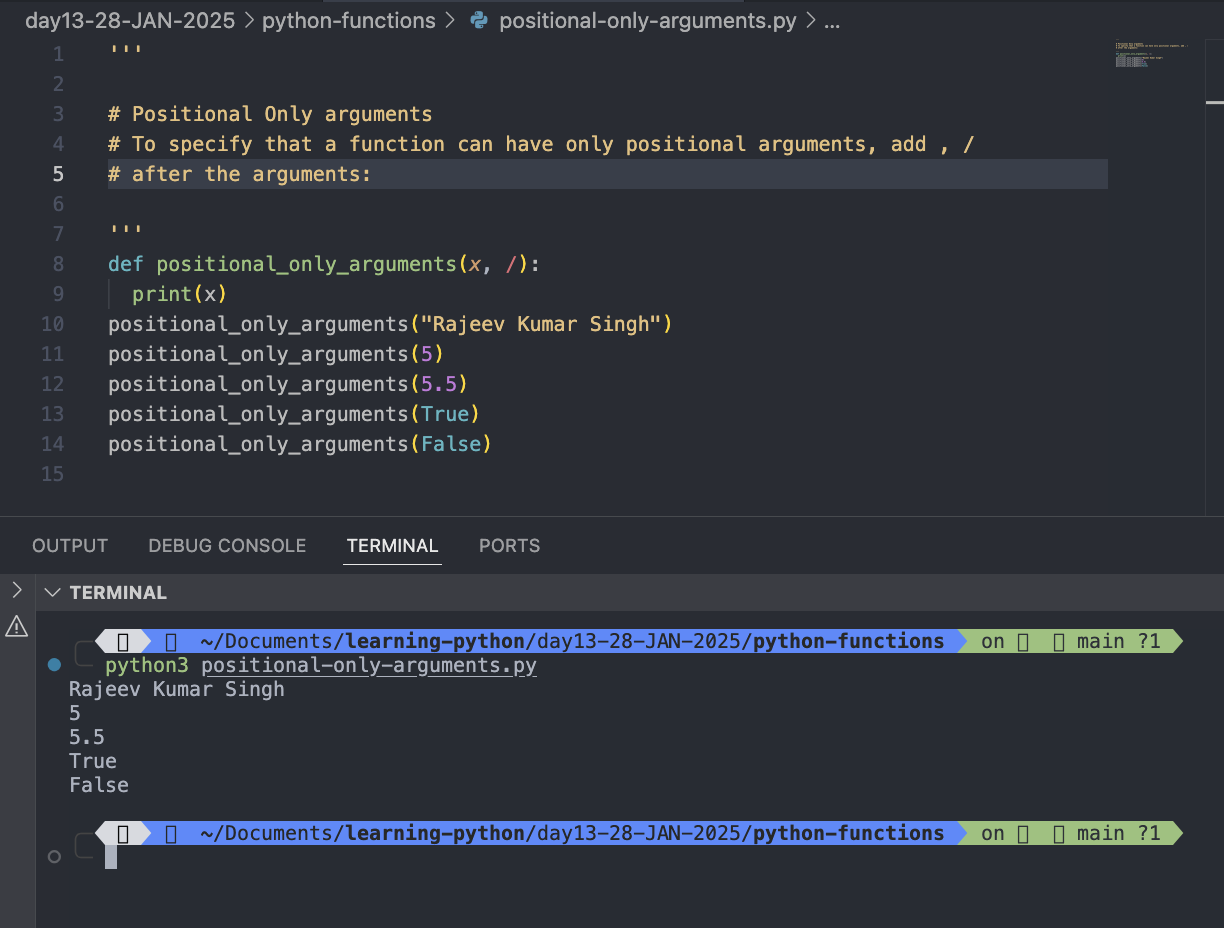 day13-28-JAN-2025 > python-functions > positional-only-arguments.py > ...
1 '''
2
3 # Positional Only arguments
4 # To specify that a function can have only positional arguments, add , /
5 # after the arguments:
6
7 '''
8 def positional_only_arguments(x, /):
9   print(x)
10 positional_only_arguments("Rajeev Kumar Singh")
11 positional_only_arguments(5)
12 positional_only_arguments(5.5)
13 positional_only_arguments(True)
14 positional_only_arguments(False)
15
OUTPUT DEBUG CONSOLE TERMINAL PORTS
TERMINAL
~/Documents/learning-python/day13-28-JAN-2025/python-functions on main ?1
python3 positional-only-arguments.py
Rajeev Kumar Singh
5
5.5
True
False
~/Documents/learning-python/day13-28-JAN-2025/python-functions on main ?1